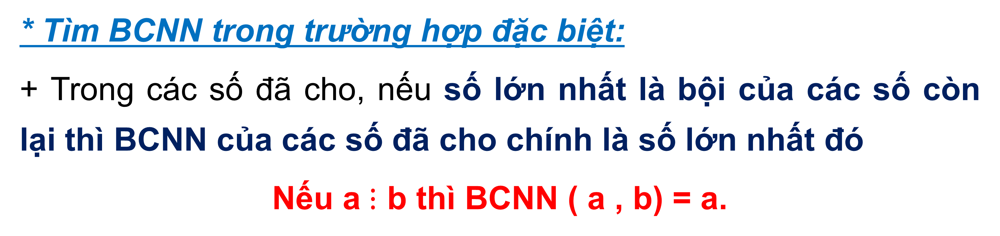 * Tìm BCNN trong trường hợp đặc biệt:
+ Trong các số đã cho, nếu số lớn nhất là bội của các số còn
lại thì BCNN của các số đã cho chính là số lớn nhất đó
Nếu a ⋮ b thì BCNN ( a , b) = a.